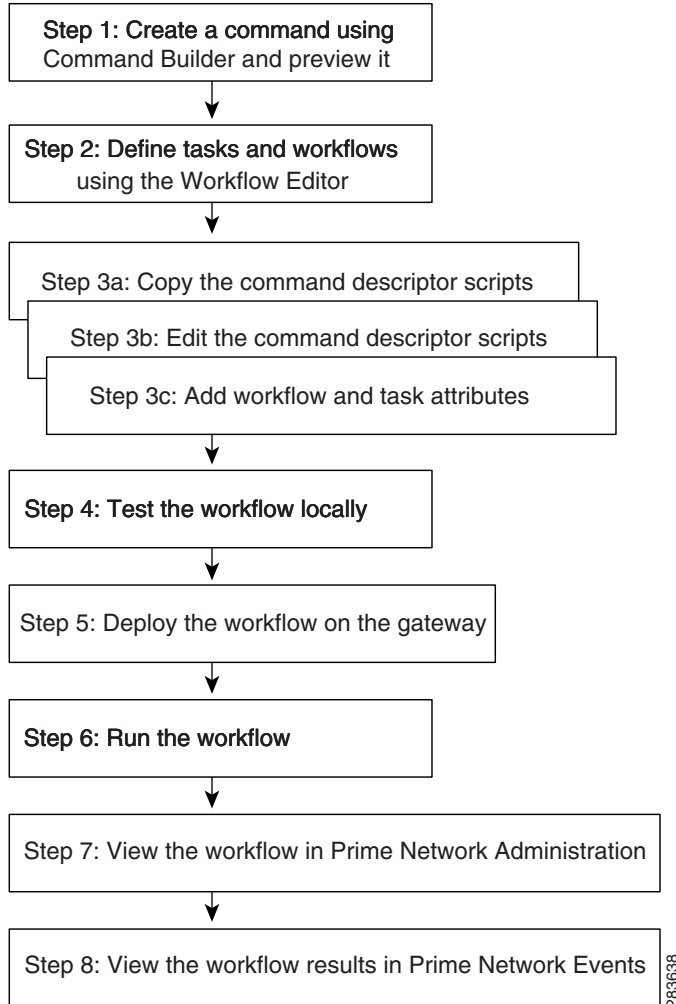 Step 1: Create a command using
Command Builder and preview it
Step 2: Define tasks and workflows
using the Workflow Editor
Step 3a: Copy the command descriptor scripts
Step 3b: Edit the command descriptor scripts
Step 3c: Add workflow and task attributes
Step 4: Test the workflow locally
Step 5: Deploy the workflow on the gateway
Step 6: Run the workflow
Step 7: View the workflow in Prime Network Administration
Step 8: View the workflow results in Prime Network Events
283638